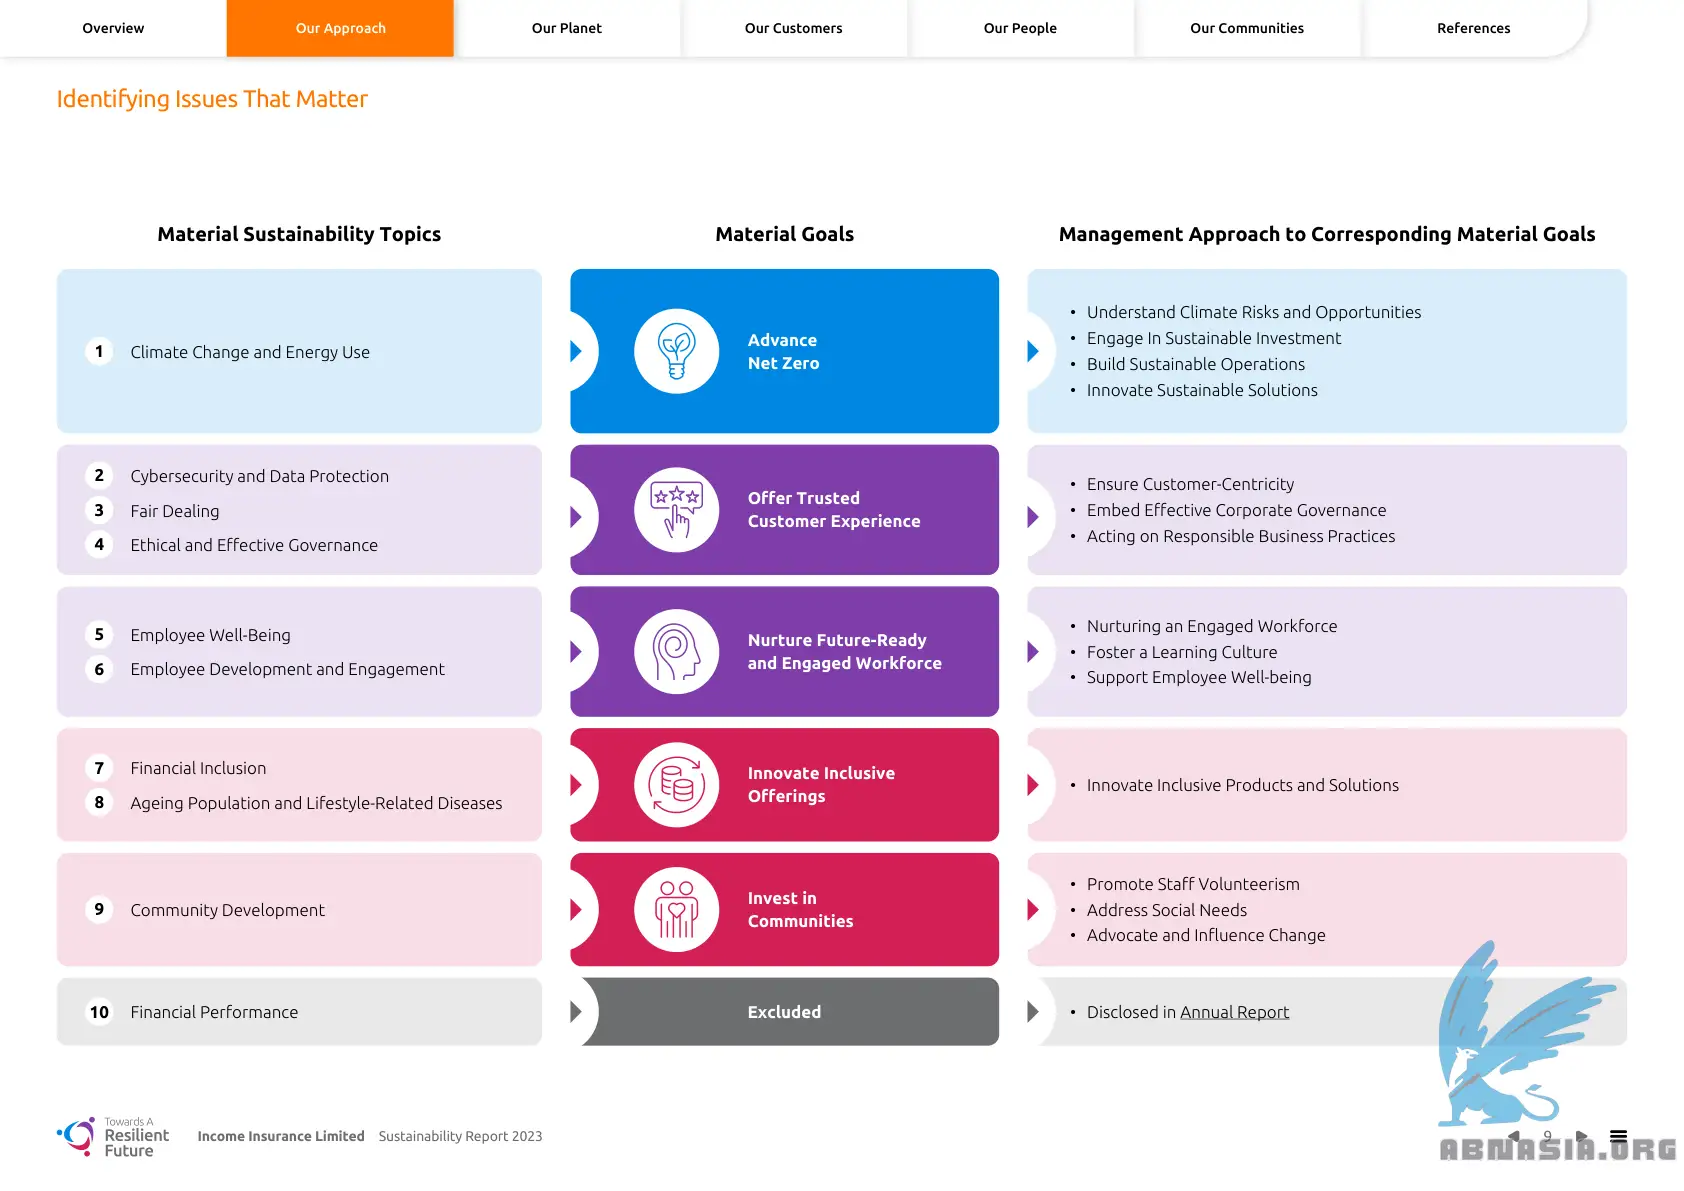 Overview
Our Approach
Our Planet
Our Customers
Our People
Our Communities
References
Identifying Issues That Matter
Material Sustainability Topics
Material Goals
Management Approach to Corresponding Material Goals
1 Climate Change and Energy Use
Advance
Net Zero
• Understand Climate Risks and Opportunities
• Engage In Sustainable Investment
• Build Sustainable Operations
• Innovate Sustainable Solutions
2 Cybersecurity and Data Protection
3 Fair Dealing
4 Ethical and Effective Governance
Offer Trusted
Customer Experience
• Ensure Customer-Centricity
• Embed Effective Corporate Governance
• Acting on Responsible Business Practices
5 Employee Well-Being
6 Employee Development and Engagement
Nurture Future-Ready
and Engaged Workforce
• Nurturing an Engaged Workforce
• Foster a Learning Culture
• Support Employee Well-being
7 Financial Inclusion
8 Ageing Population and Lifestyle-Related Diseases
Innovate Inclusive
Offerings
• Innovate Inclusive Products and Solutions
9 Community Development
Invest in
Communities
• Promote Staff Volunteerism
• Address Social Needs
• Advocate and Influence Change
10 Financial Performance
Excluded
• Disclosed in Annual Report
Towards A
Resilient
Future
Income Insurance Limited Sustainability Report 2023
9
ABNASIA.ORG